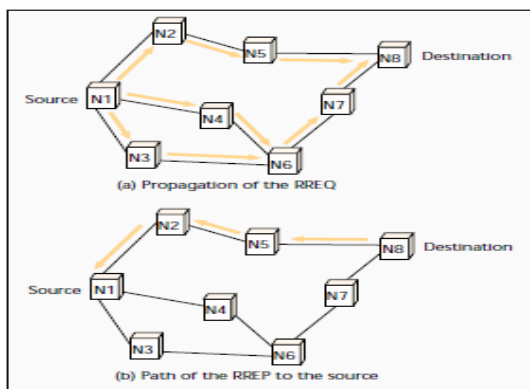 N2
N5
N8
Destination
Source
N1
N4
N7
N3
N6
(a) Propagation of the RREQ
N2
N5
N8
Destination
Source
N1
N4
N7
N3
N6
(b) Path of the RREP to the source